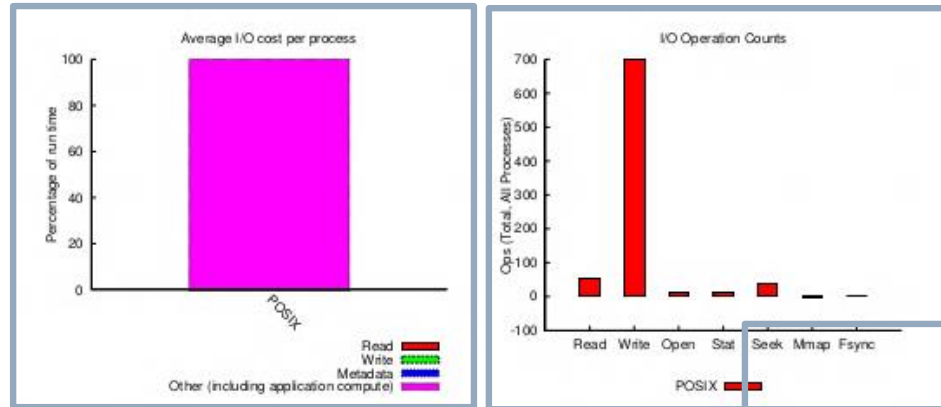 Average I/O cost per process
100
80
60
40
20
0
Percentage of run time
POSIX
Read
Write
Metadata
Other (including application compute)
I/O Operation Counts
700
600
500
400
300
200
100
0
-100
Ops (Total, All Processes)
Read Write Open Stat Seek Mmap Fsync
POSIX